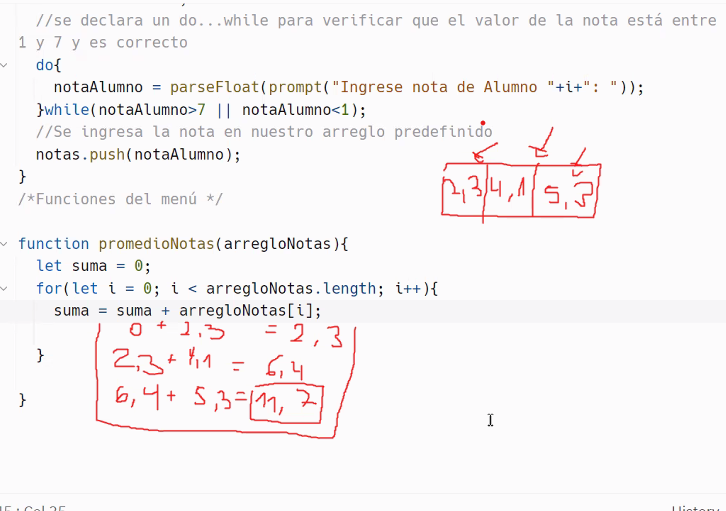 //se declara un do...while para verificar que el valor de la nota está entre
1 y 7 y es correcto
do{
notaAlumno = parseFloat(prompt("Ingrese nota de Alumno "+i+": "));
}while(notaAlumno>7 || notaAlumno<1);
//Se ingresa la nota en nuestro arreglo predefinido
notas.push(notaAlumno);
2,3 4,1 5,3
}
/*Funciones del menú */
function promedioNotas(arregloNotas){
let suma = 0;
for(let i = 0; i < arregloNotas.length; i++){
suma = suma + arregloNotas[i];
0 + 2,3 = 2,3
}
2,3 + 4,1 = 6,4
6,4 + 5,3 = 11,7
}